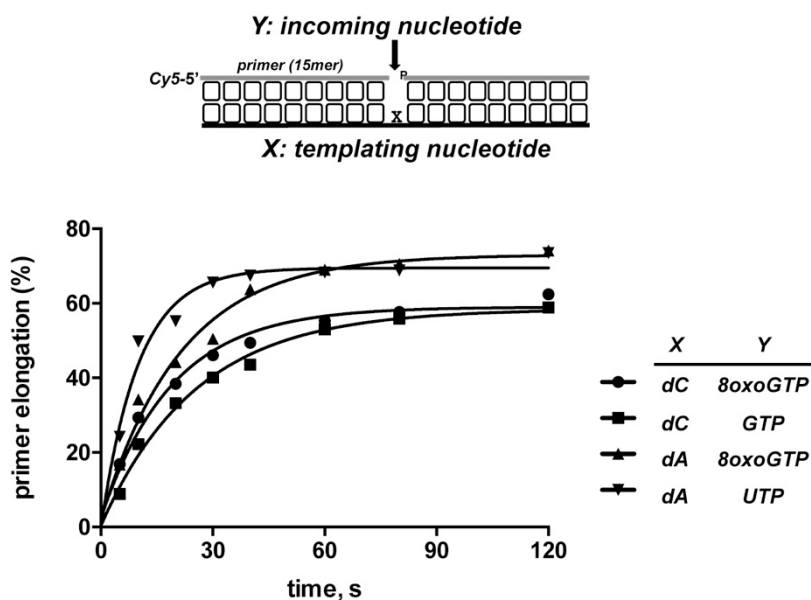 Y: incoming nucleotide
primer (15mer)
Cy5-5'
P
X
X: templating nucleotide
80
60
40
20
0
primer elongation (%)
0 30 60 90 120
time, s
X Y
dC 8oxoGTP
dC GTP
dA 8oxoGTP
dA UTP